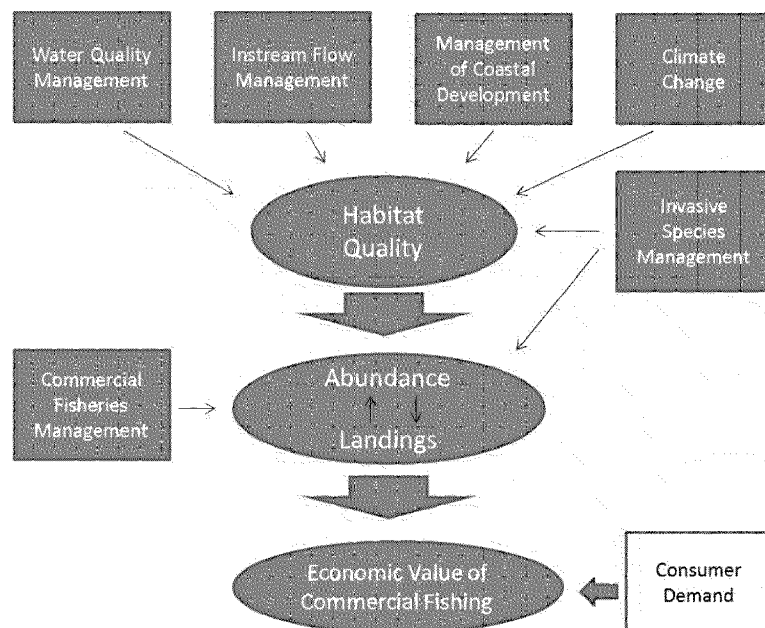 Water Quality
Management
Instream Flow
Management
Management
of Coastal
Development
Climate
Change
Habitat
Quality
Invasive
Species
Management
Commercial
Fisheries
Management
Abundance
Landings
Economic Value of
Commercial Fishing
Consumer
Demand